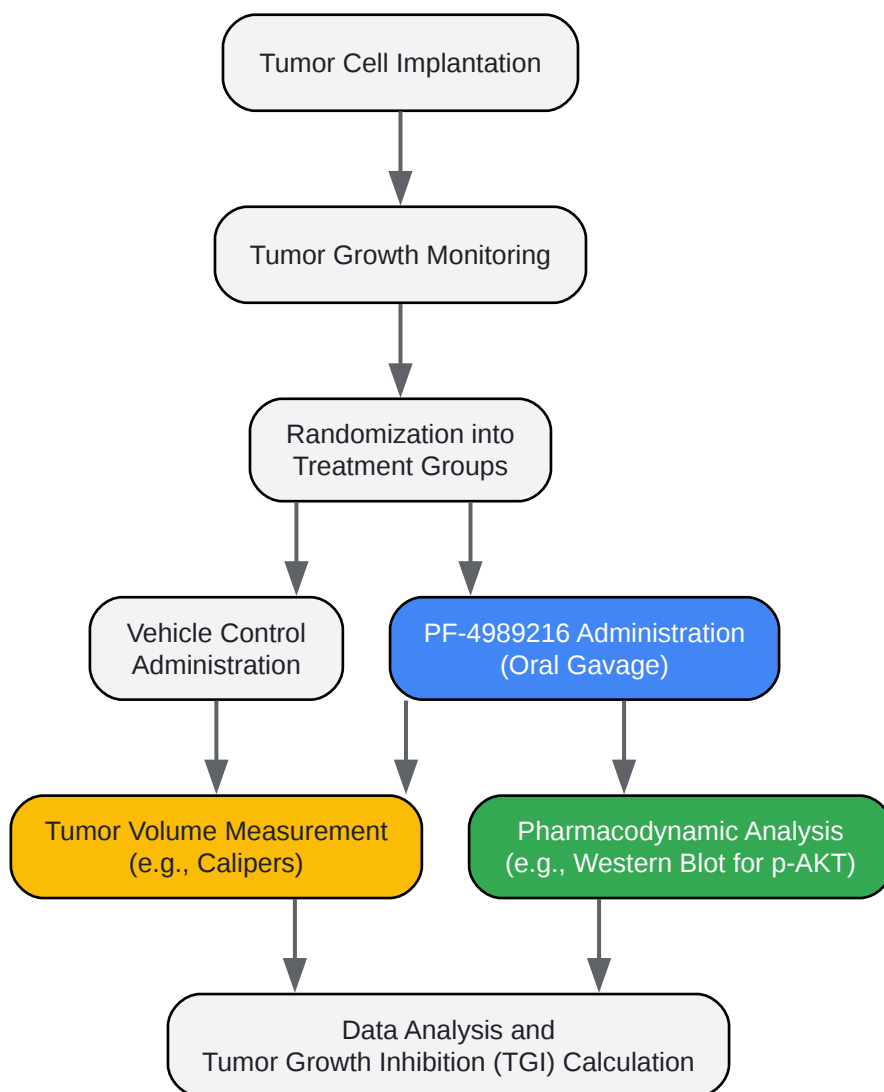 Tumor Cell Implantation
Tumor Growth Monitoring
Randomization into
Treatment Groups
Vehicle Control
Administration
PF-4989216 Administration
(Oral Gavage)
Tumor Volume Measurement
(e.g., Calipers)
Pharmacodynamic Analysis
(e.g., Western Blot for p-AKT)
Data Analysis and
Tumor Growth Inhibition (TGI) Calculation